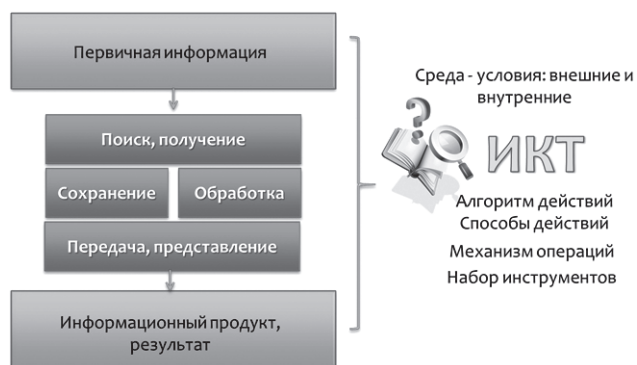 Первичная информация
Поиск, получение
Сохранение
Обработка
Передача, представление
Информационный продукт,
результат
Среда - условия: внешние и
внутренние
ИКТ
Алгоритм действий
Способы действий
Механизм операций
Набор инструментов